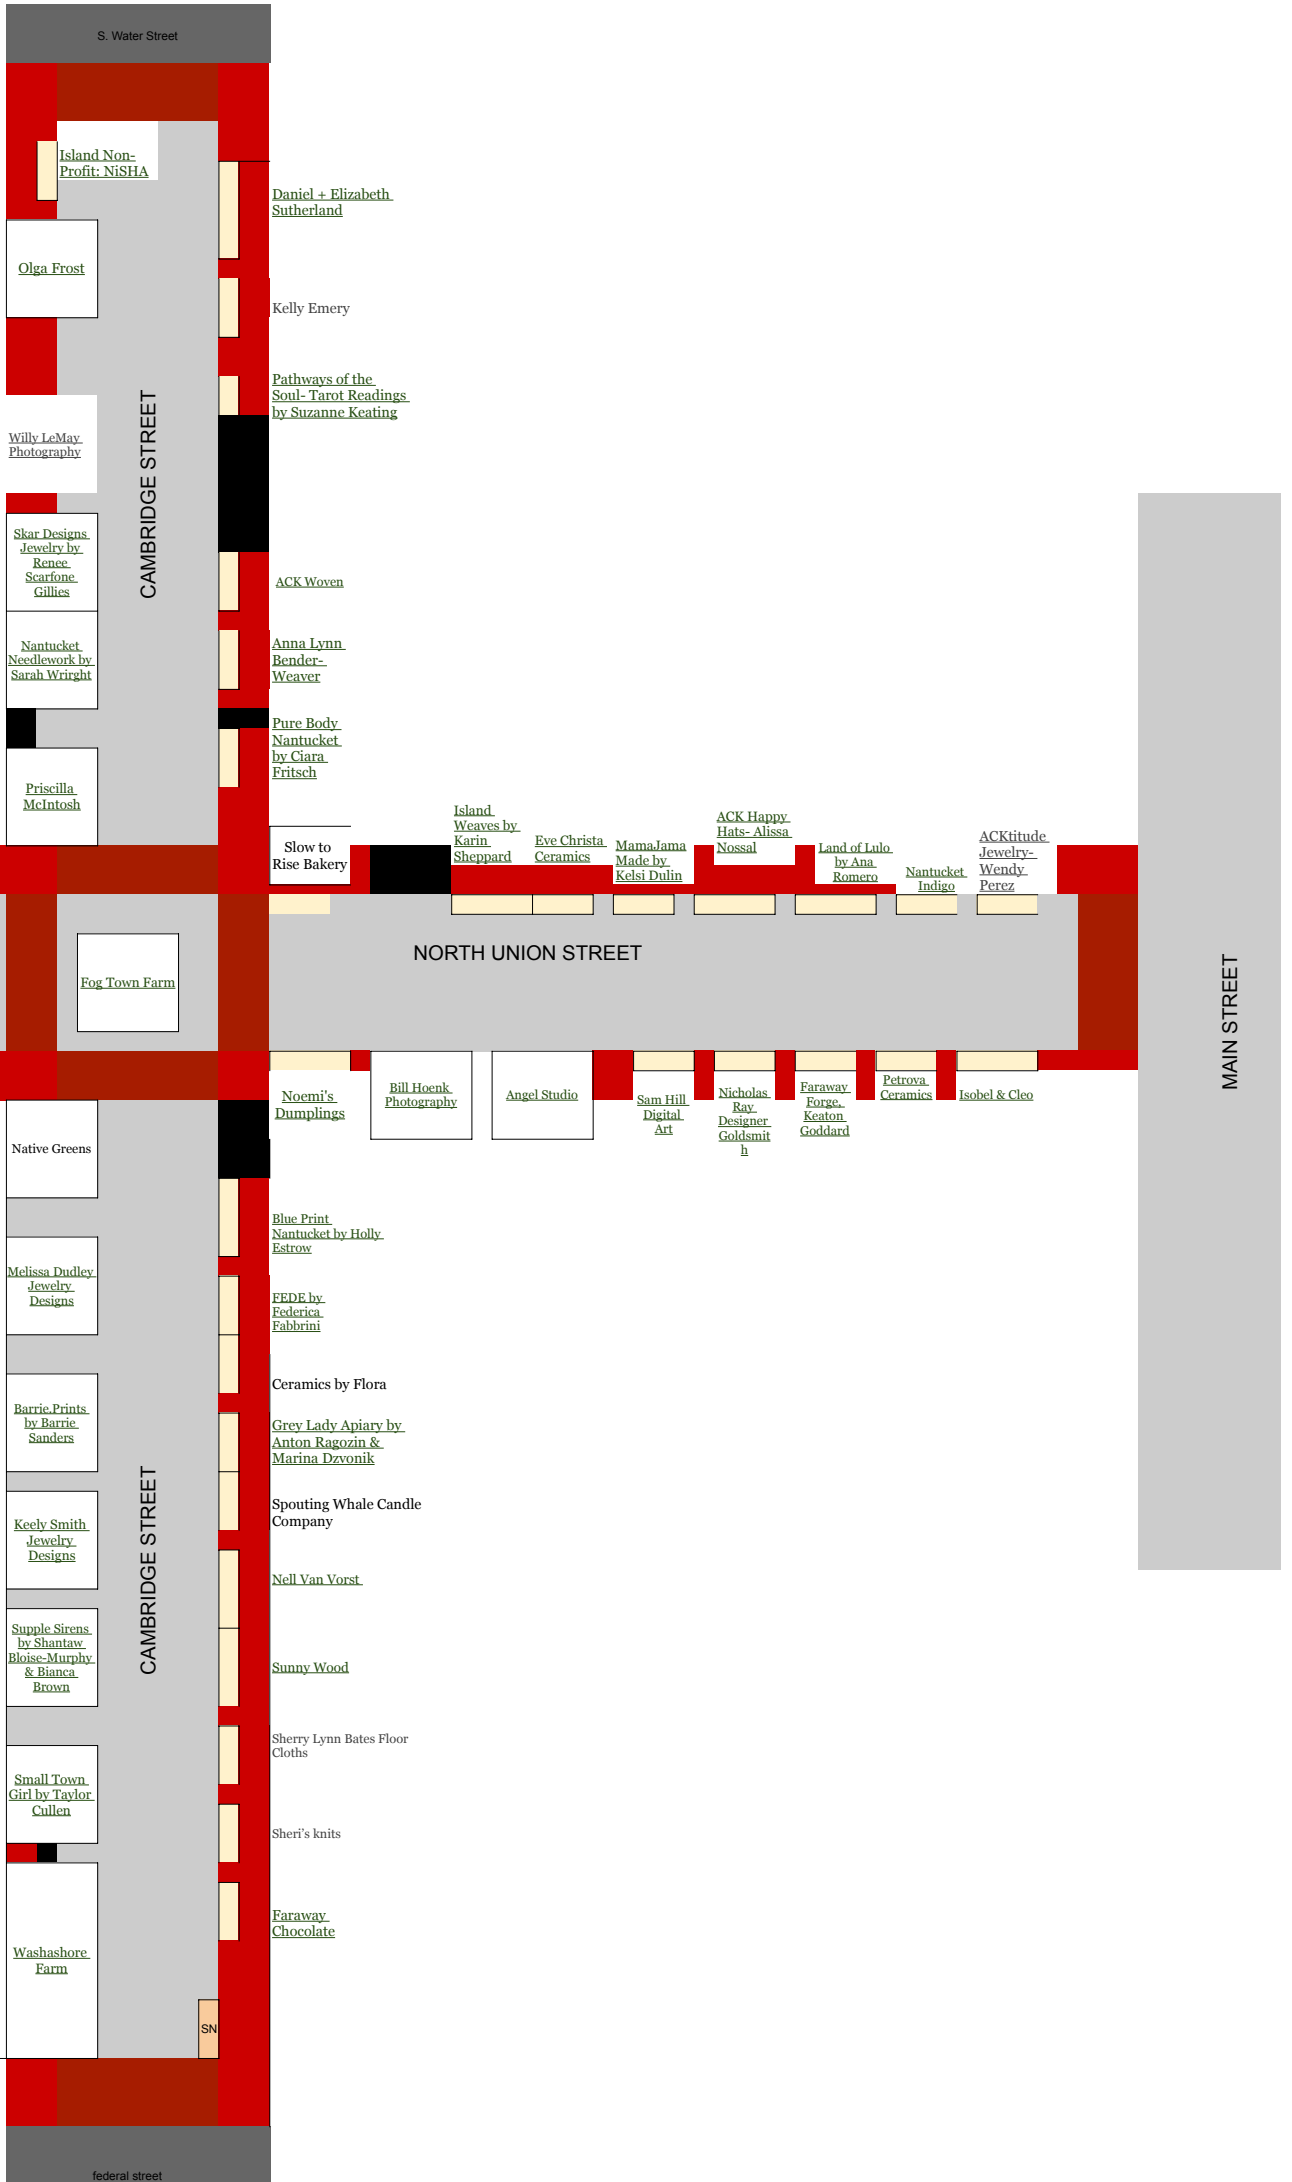 S. Water Street
Island Non-
Profit: NiSHA
Daniel + Elizabeth
Sutherland
Olga Frost
Kelly Emery
Pathways of the
Soul- Tarot Readings
by Suzanne Keating
CAMBRIDGE STREET
Willy LeMay
Photography
Skar Designs
Jewelry by
Renee
Scarfone
Gillies
ACK Woven
Nantucket
Needlework by
Sarah Wrirght
Anna Lynn
Bender-
Weaver
Pure Body
Nantucket
by Ciara
Fritsch
Priscilla
McIntosh
Slow to
Rise Bakery
Island
Weaves by
Karin
Sheppard
Eve Christa
Ceramics
MamaJama
Made by
Kelsi Dulin
ACK Happy
Hats- Alissa
Nossal
Land of Lulo
by Ana
Romero
Nantucket
Indigo
ACKtitude
Jewelry-
Wendy
Perez
NORTH UNION STREET
Fog Town Farm
MAIN STREET
Noemi's
Dumplings
Bill Hoenk
Photography
Angel Studio
Sam Hill
Digital
Art
Nicholas
Ray
Designer
Goldsmit
h
Faraway
Forge,
Keaton
Goddard
Petrova
Ceramics
Isobel & Cleo
Native Greens
Blue Print
Nantucket by Holly
Estrow
Melissa Dudley
Jewelry
Designs
FEDE by
Federica
Fabbrini
Ceramics by Flora
Barrie.Prints
by Barrie
Sanders
Grey Lady Apiary by
Anton Ragozin &
Marina Dzvonik
CAMBRIDGE STREET
Spouting Whale Candle
Company
Keely Smith
Jewelry
Designs
Nell Van Vorst
Supple Sirens
by Shantaw
Bloise-Murphy
& Bianca
Brown
Sunny Wood
Sherry Lynn Bates Floor
Cloths
Small Town
Girl by Taylor
Cullen
Sheri's knits
Faraway
Chocolate
Washashore
Farm
SN
federal street